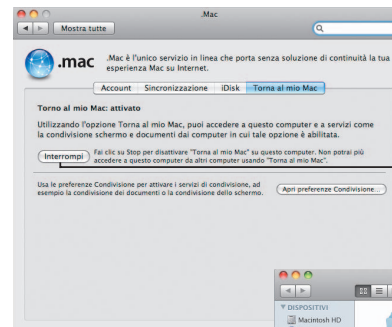 .Mac
Mostra tutte
.mac
.Mac è l'unico servizio in linea che porta senza soluzione di continuità la tua
esperienza Mac su Internet.
Account Sincronizzazione iDisk Torna al mio Mac
Torno al mio Mac: attivato
Utilizzando l'opzione Torna al mio Mac, puoi accedere a questo computer e a servizi come
la condivisione schermo e documenti dai computer in cui tale opzione è abilitata.
Interrompi
Fai clic su Stop per disattivare "Torna al mio Mac" su questo computer. Non potrai più
accedere a questo computer da altri computer usando "Torna al mio Mac".
Usa le preferenze Condivisione per attivare i servizi di condivisione, ad
esempio la condivisione dei documenti o la condivisione dello schermo.
Apri preferenze Condivisione...
DISPOSITIVI
Macintosh HD